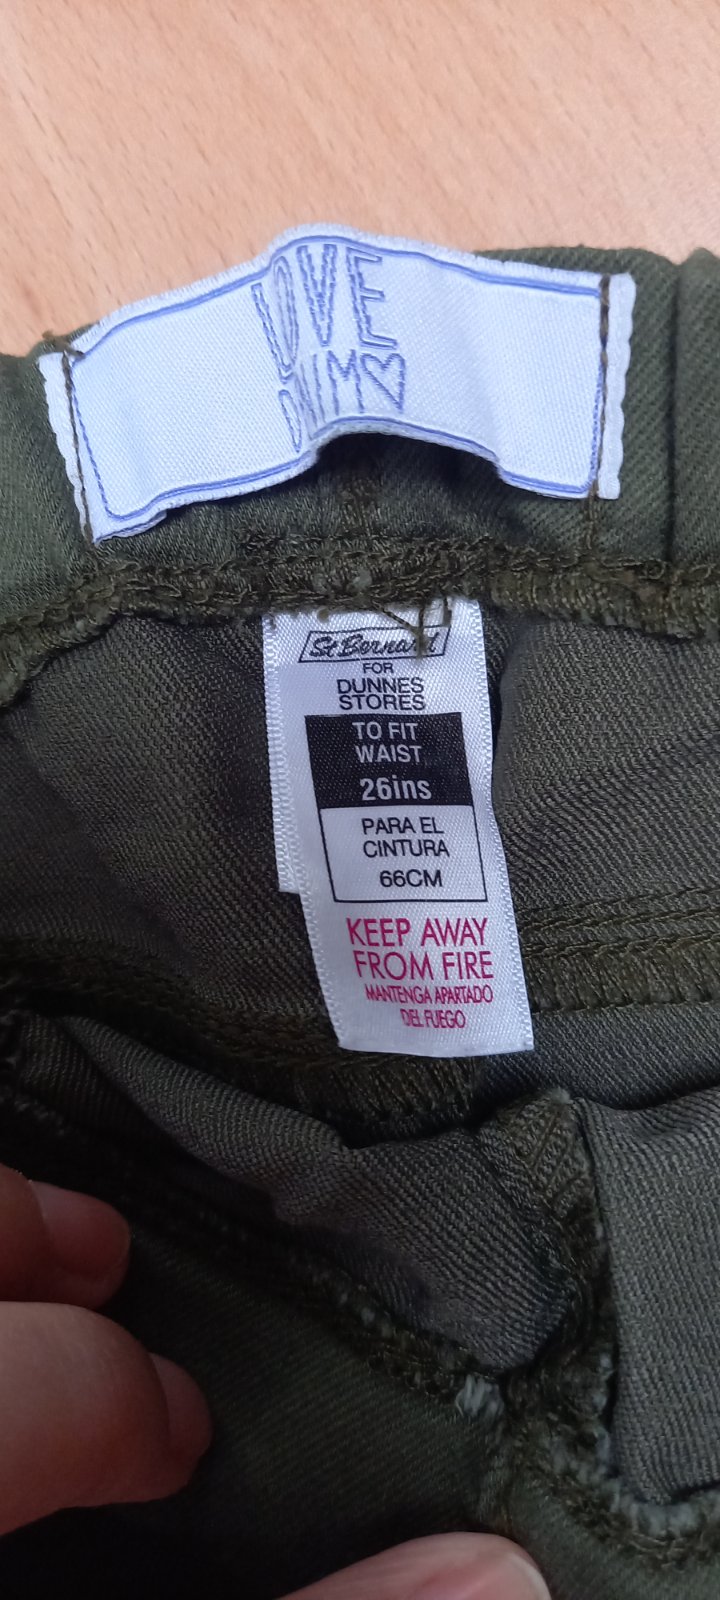 LOVE
DNIM
St Bernard
FOR
DUNNES
STORES
TO FIT
WAIST
26ins
PARA EL
CINTURA
66CM
KEEP AWAY
FROM FIRE
MANTENGA APARTADO
DEL FUEGO